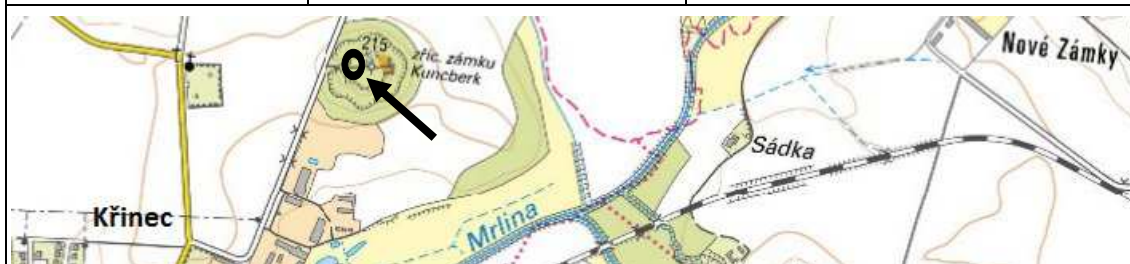 215
zříc. zámku
Kuncberk
Nové Zámky
Sádka
Křinec
Mrlina